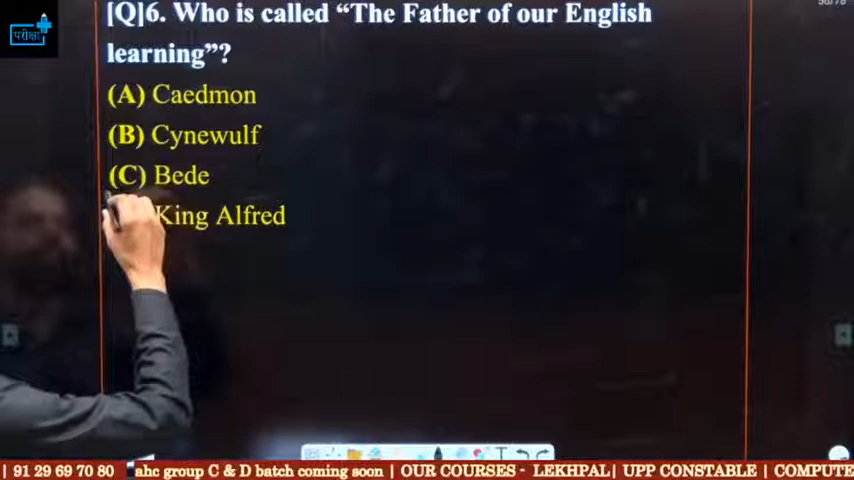 परीक्षा
[Q]6. Who is called “The Father of our English
learning”?
(A) Caedmon
(B) Cynewulf
(C) Bede
King Alfred
| 91 29 69 70 80 ahc group C & D batch coming soon | OUR COURSES - LEKHPAL| UPP CONSTABLE | COMPUTE